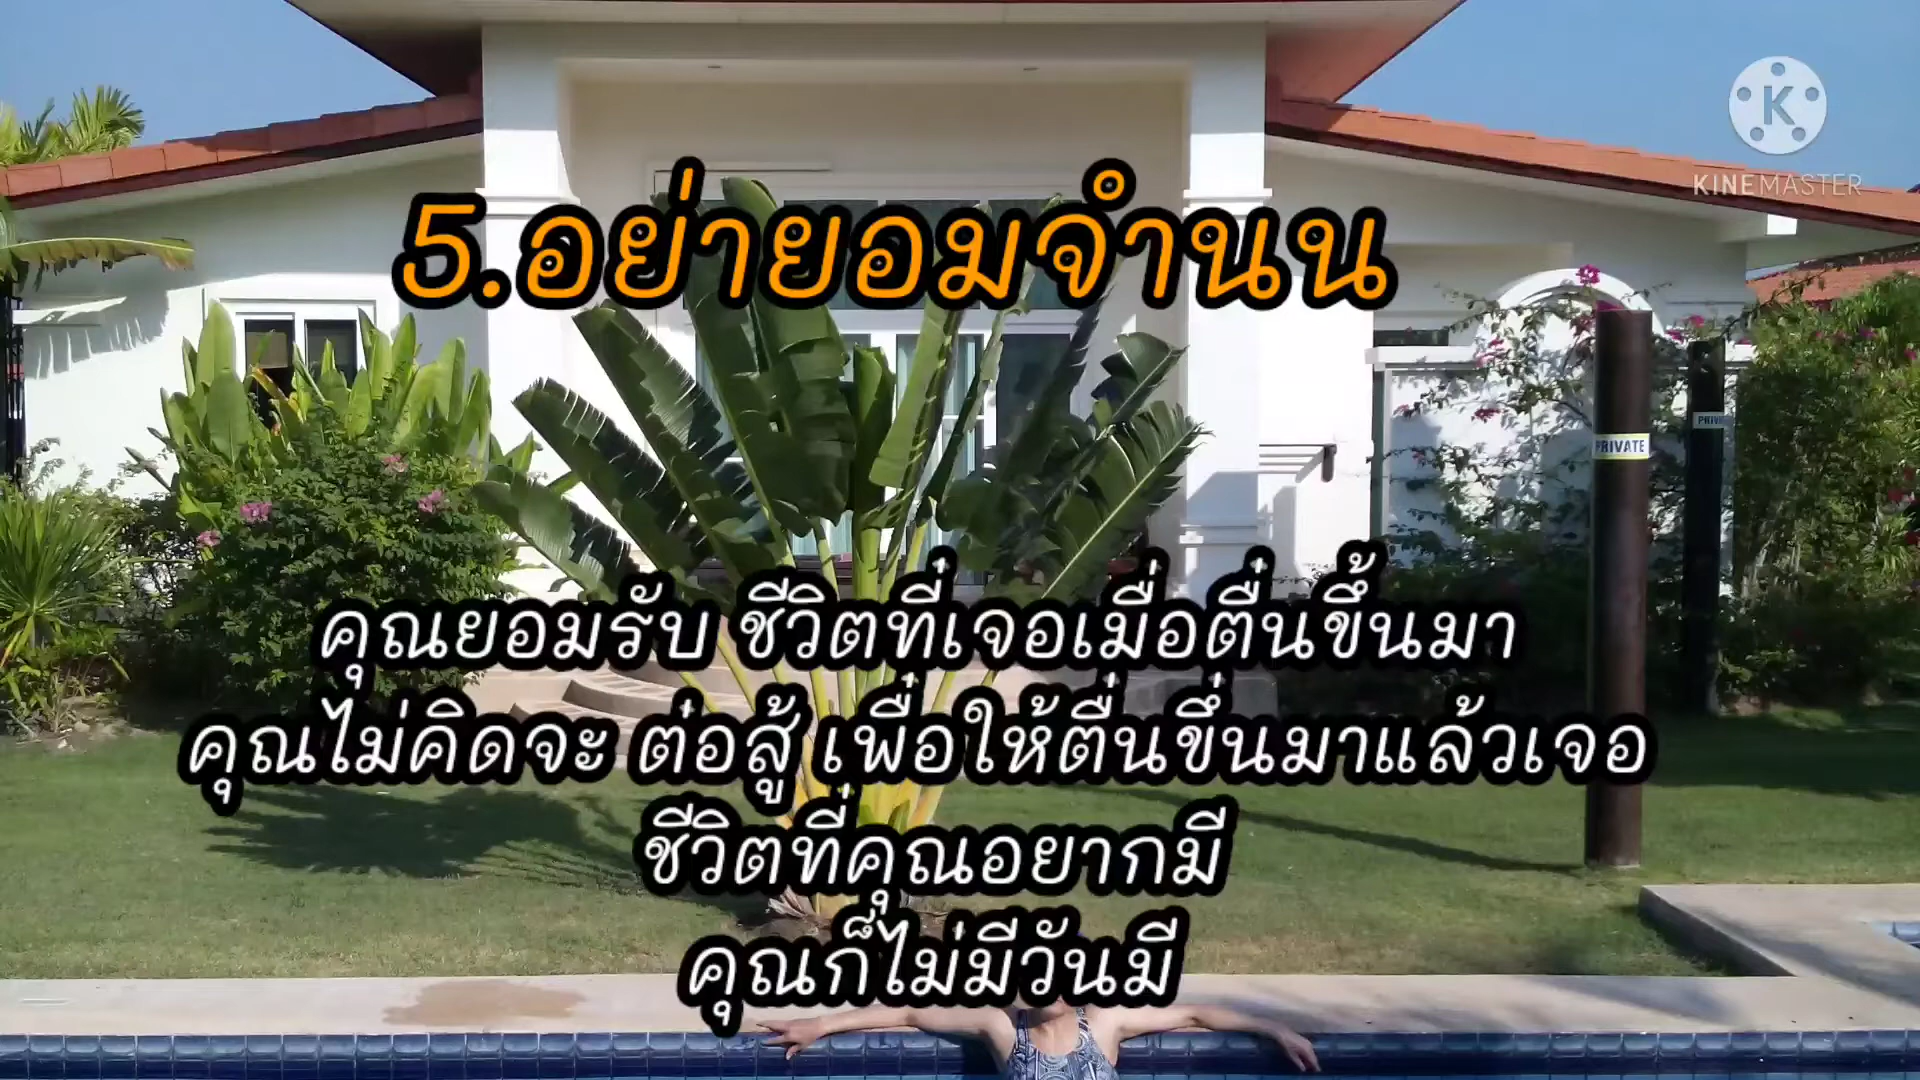 K
KINEMASTER
5.อย่ายอมจำนน
PRIVATE
คุณยอมรับ ชีวิตที่เจอเมื่อตื่นขึ้นมา
คุณไม่คิดจะ ต่อสู้ เพื่อให้ตื่นขึ่นมาแล้วเจอ
ชีวิตที่คุณอยากมี
คุณก็ไม่มีวันมี